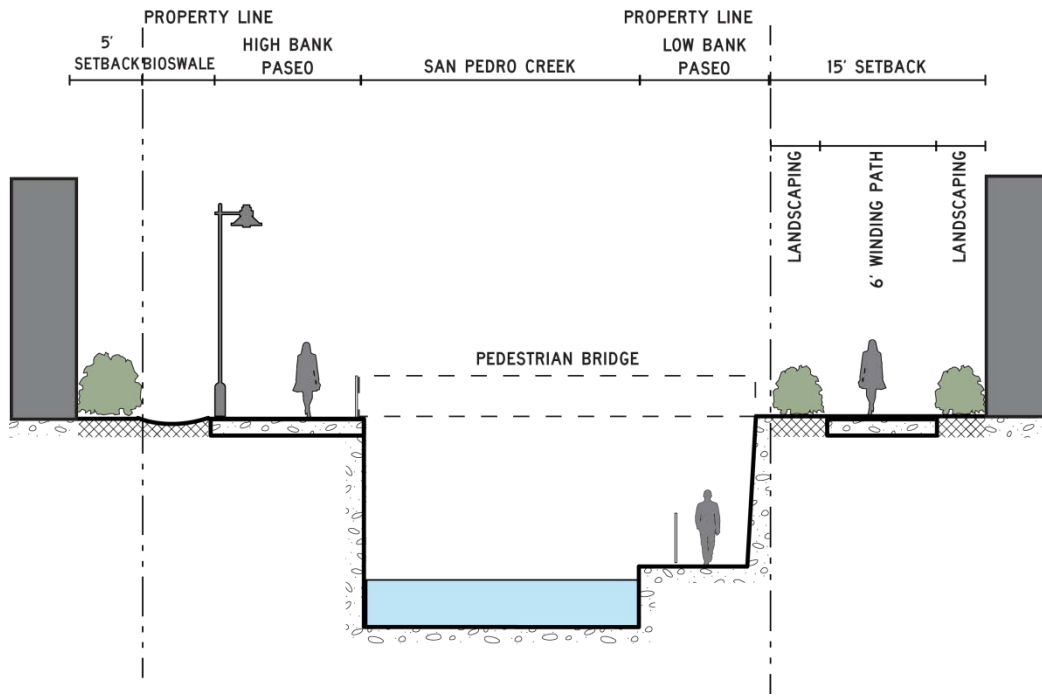 PROPERTY LINE
PROPERTY LINE
5'
SETBACK
BIOSWALE
HIGH BANK
PASEO
SAN PEDRO CREEK
LOW BANK
PASEO
15' SETBACK
LANDSCAPING
6' WINDING PATH
LANDSCAPING
PEDESTRIAN BRIDGE